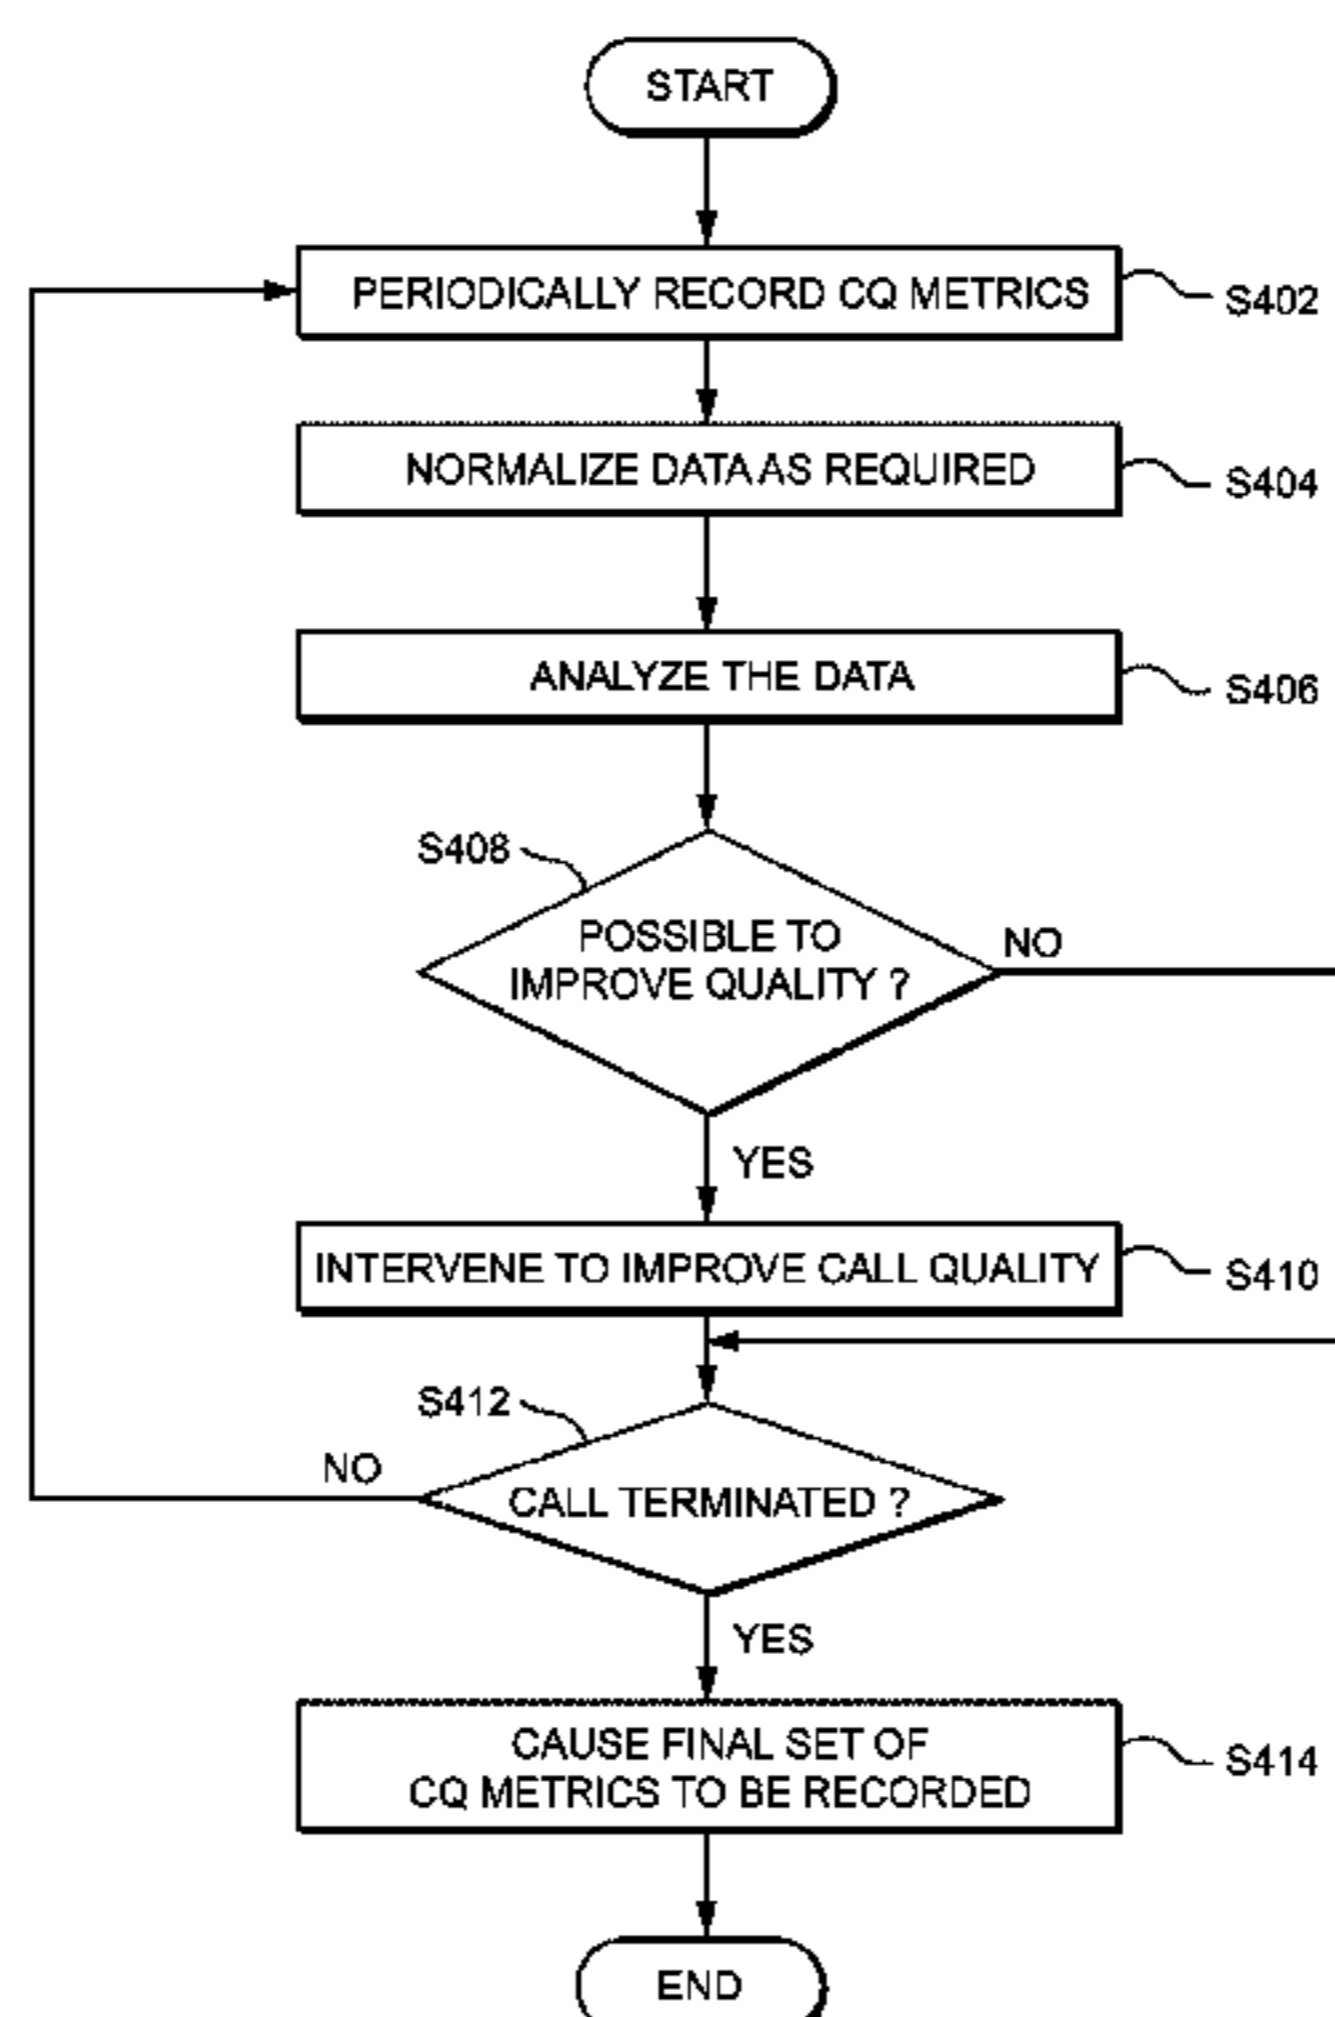 START
PERIODICALLY RECORD CQ METRICS
S402
NORMALIZE DATA AS REQUIRED
S404
ANALYZE THE DATA
S406
S408
POSSIBLE TO
IMPROVE QUALITY ?
NO
YES
INTERVENE TO IMPROVE CALL QUALITY
S410
S412
NO
CALL TERMINATED ?
YES
CAUSE FINAL SET OF
CQ METRICS TO BE RECORDED
S414
END